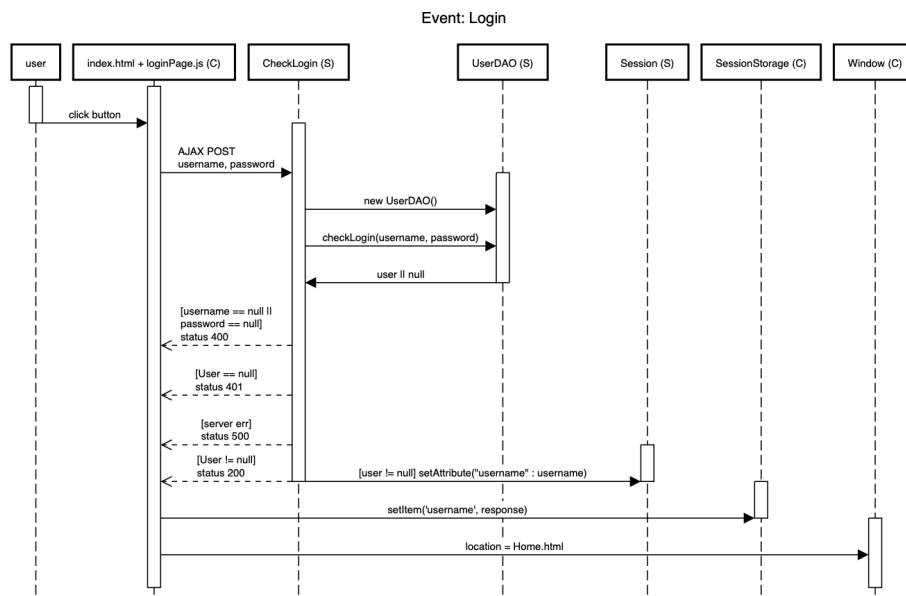 Event: Login
user
index.html + loginPage.js (C)
CheckLogin (S)
UserDAO (S)
Session (S)
SessionStorage (C)
Window (C)
click button
AJAX POST
username, password
new UserDAO()
checkLogin(username, password)
user || null
[username == null ||
password == null]
status 400
[User == null]
status 401
[server err]
status 500
[User != null]
status 200
[user != null] setAttribute("username" : username)
setItem('username', response)
location = Home.html